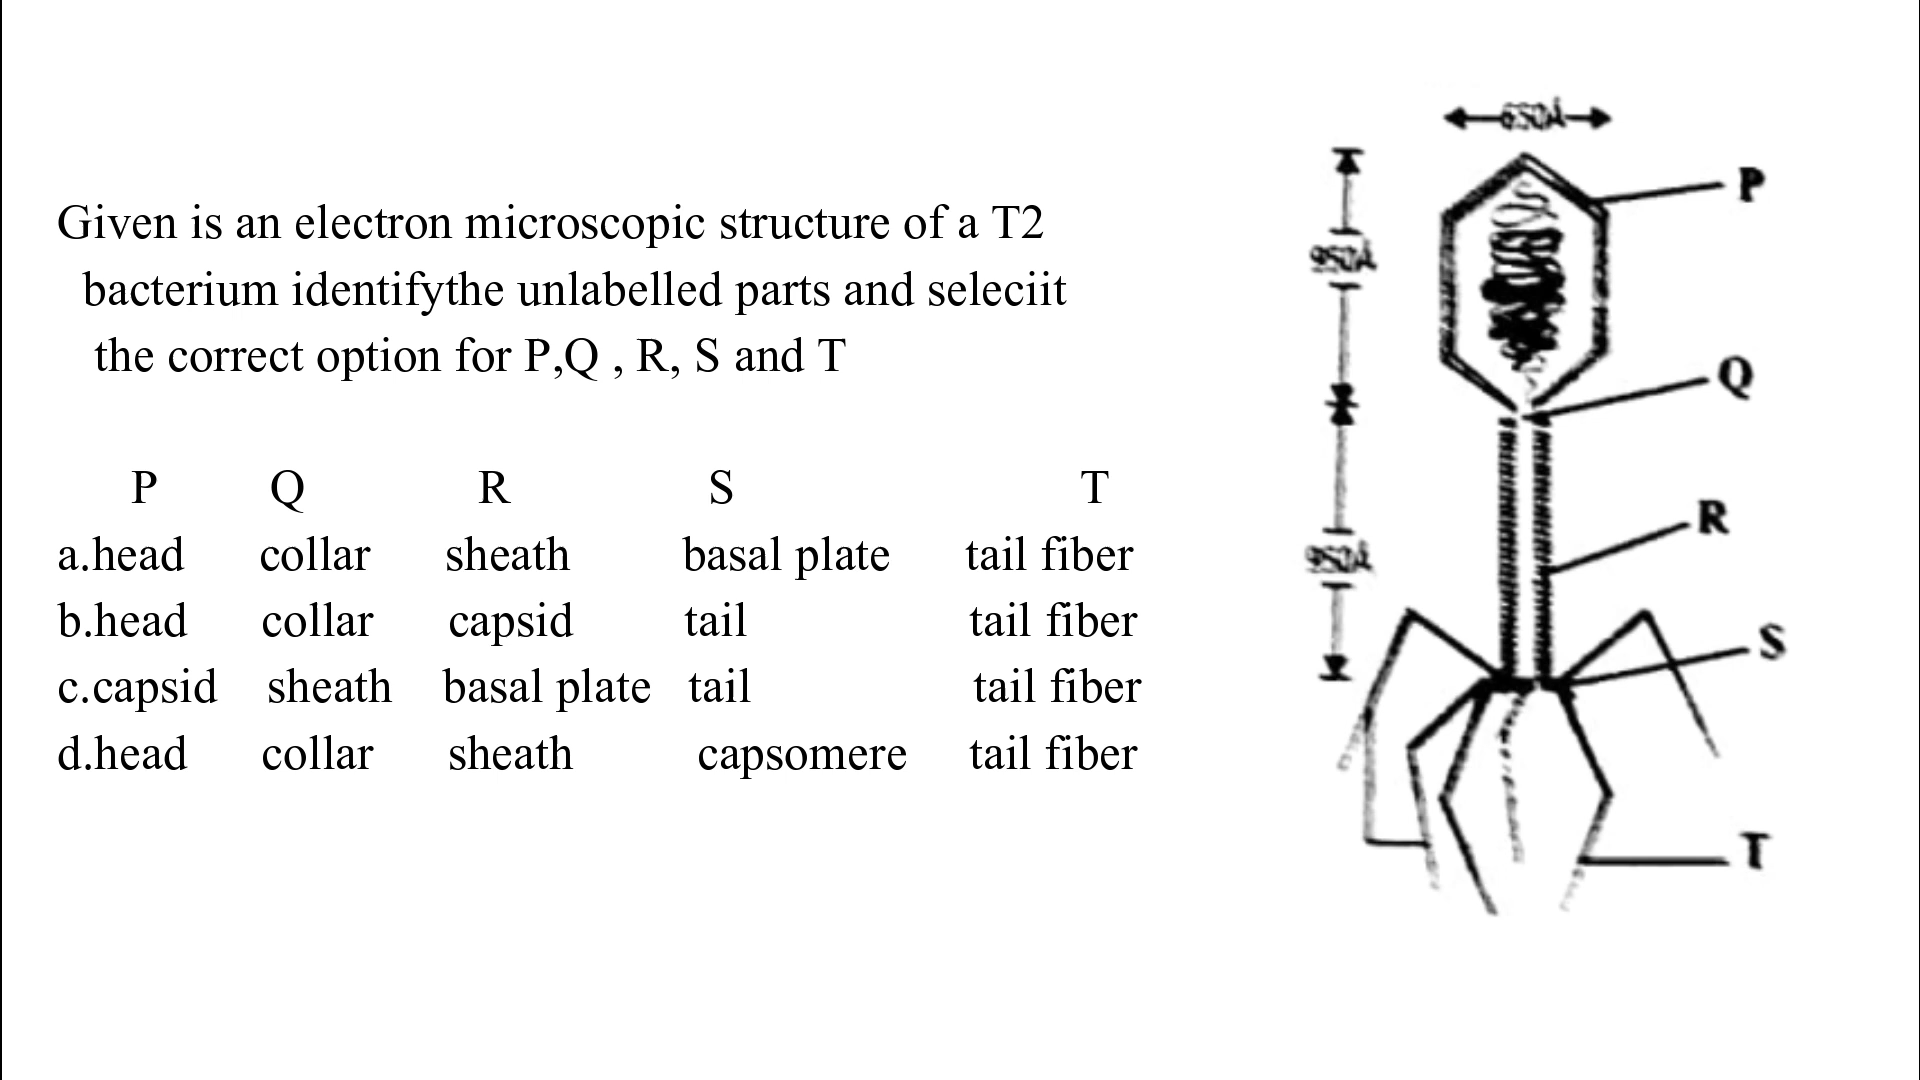 Given is an electron microscopic structure of a T2
bacterium identifythe unlabelled parts and seleciit
the correct option for P,Q , R, S and T
P Q R S T
a.head collar sheath basal plate tail fiber
b.head collar capsid tail tail fiber
c.capsid sheath basal plate tail tail fiber
d.head collar sheath capsomere tail fiber
650Å
P
950Å
Q
R
950Å
S
T